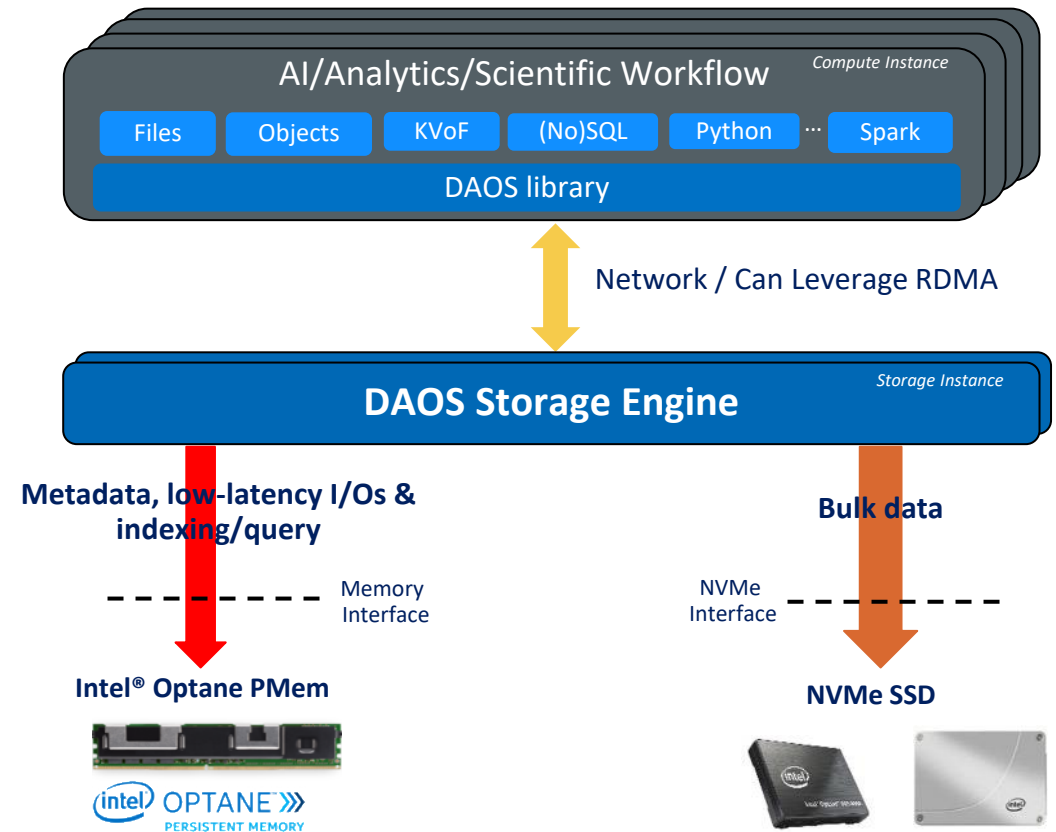 AI/Analytics/Scientific Workflow
Compute Instance
Files
Objects
KVoF
(No)SQL
Python
...
Spark
DAOS library
Network / Can Leverage RDMA
Storage Instance
DAOS Storage Engine
Metadata, low-latency I/Os &
indexing/query
Bulk data
Memory
Interface
NVMe
Interface
Intel® Optane PMem
NVMe SSD
intel OPTANE
PERSISTENT MEMORY
intel
intel